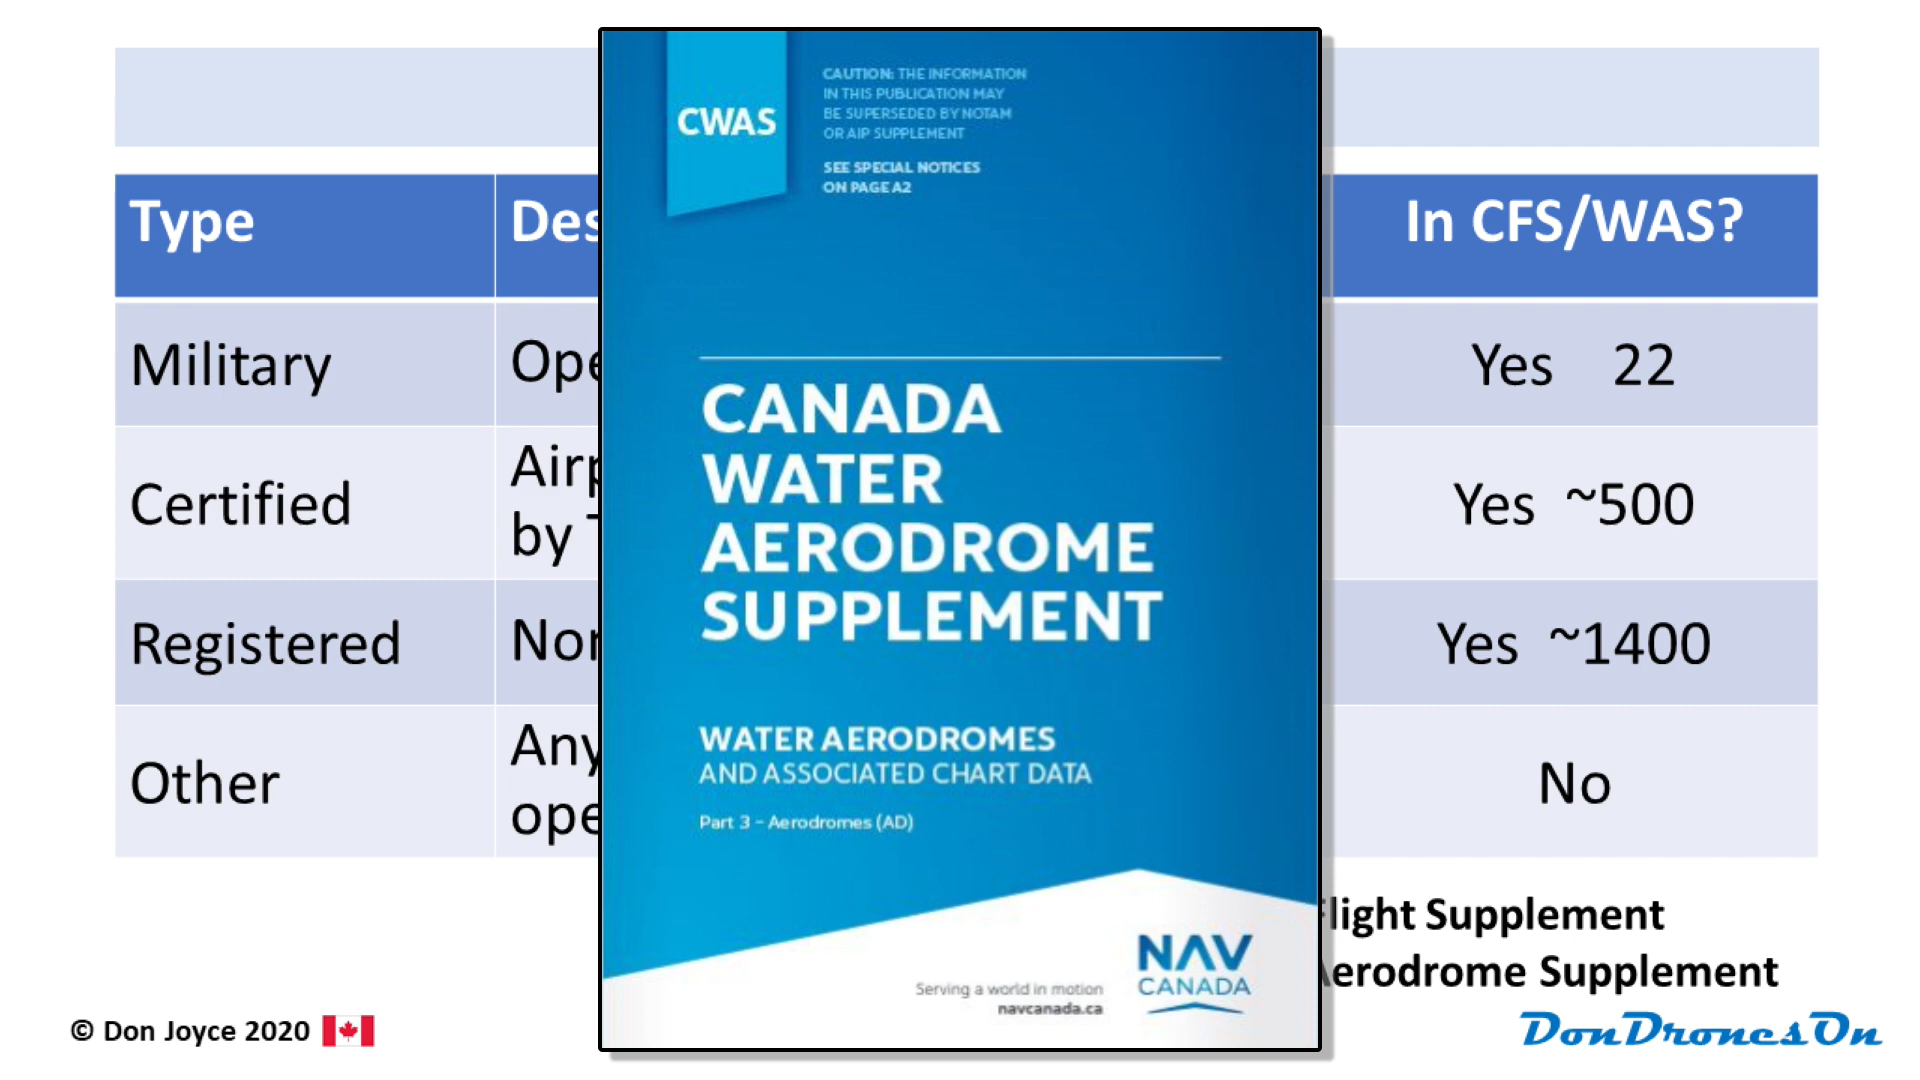 Type
Des
In CFS/WAS?
Military
Ope
Yes 22
Certified
Airp
by T
Yes ~500
Registered
Nor
Yes ~1400
Other
Any
ope
No
CWAS
CAUTION: THE INFORMATION
IN THIS PUBLICATION MAY
BE SUPERSEDED BY NOTAM
OR AIP SUPPLEMENT
SEE SPECIAL NOTICES
ON PAGE A2
CANADA
WATER
AERODROME
SUPPLEMENT
WATER AERODROMES
AND ASSOCIATED CHART DATA
Part 3 – Aerodromes (AD)
NAV
CANADA
Serving a world in motion
navcanada.ca
light Supplement
Aerodrome Supplement
© Don Joyce 2020
DonDronesOn